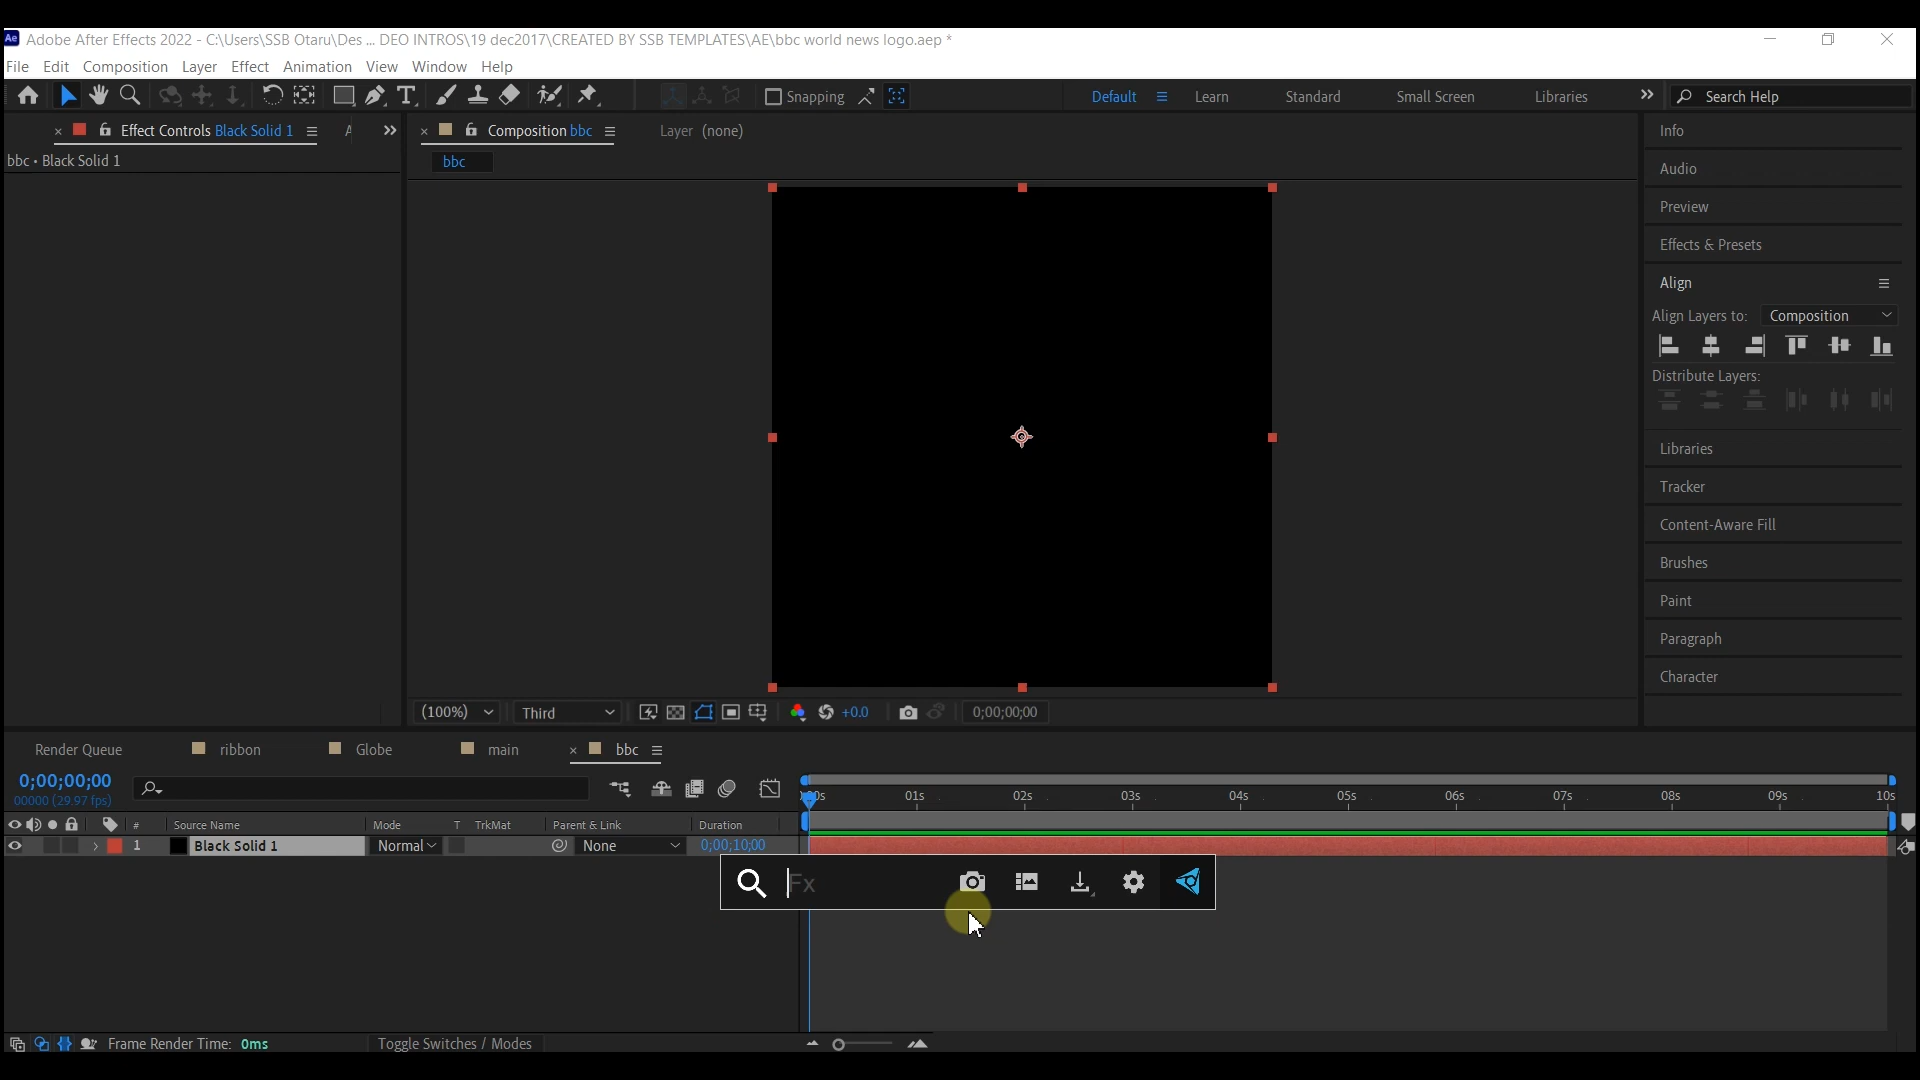 Ae Adobe After Effects 2022 - C:\Users\SSB Otaru\Des ... DEO INTROS\19 dec2017\CREATED BY SSB TEMPLATES\AE\bbc world news logo.aep *
File Edit Composition Layer Effect Animation View Window Help
Snapping Default Learn Standard Small Screen Libraries Search Help
Effect Controls Black Solid 1
Composition bbc
Layer (none)
bbc • Black Solid 1
bbc
Info
Audio
Preview
Effects & Presets
Align
Align Layers to: Composition
Distribute Layers:
Libraries
Tracker
Content-Aware Fill
Brushes
Paint
Paragraph
Character
(100%) Third +0.0 0;00;00;00
Render Queue ribbon Globe main bbc
0;00;00;00
00000 (29.97 fps)
01s 02s 03s 04s 05s 06s 07s 08s 09s 10s
# Source Name Mode T TrkMat Parent & Link Duration
1 Black Solid 1 Normal None 0;00;10;00
Fx
Frame Render Time: 0ms Toggle Switches / Modes